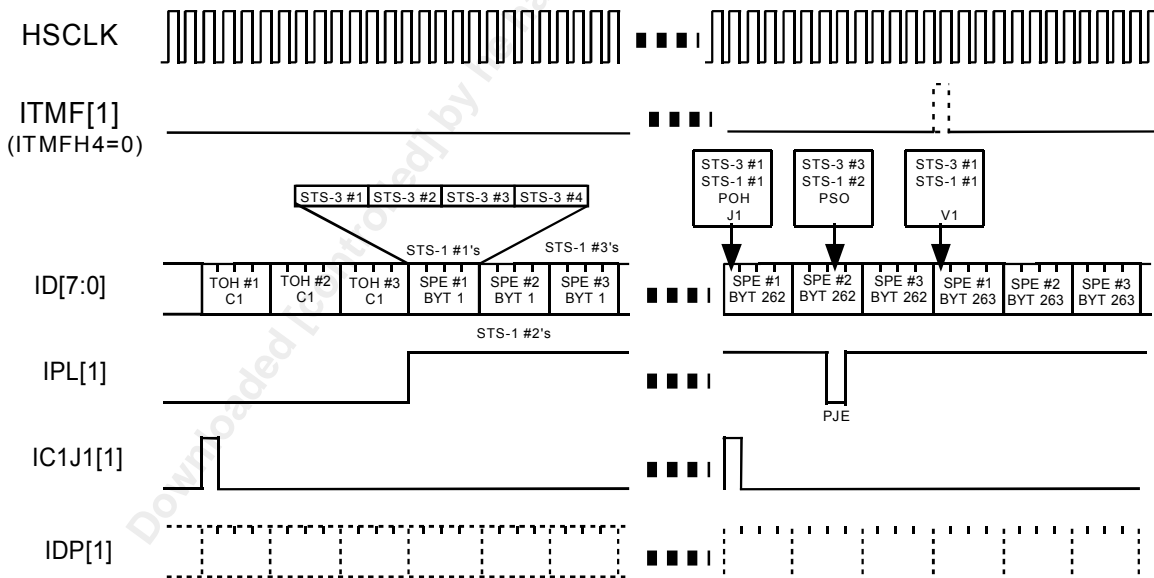 HSCLK
ITMF[1]
(ITMFH4=0)
STS-3 #1
STS-1 #1
POH
J1
STS-3 #3
STS-1 #2
PSO
STS-3 #1
STS-1 #1
V1
STS-3 #1 STS-3 #2 STS-3 #3 STS-3 #4
STS-1 #1's STS-1 #3's
ID[7:0]
TOH #1
C1
TOH #2
C1
TOH #3
C1
SPE #1
BYT 1
SPE #2
BYT 1
SPE #3
BYT 1
SPE #1
BYT 262
SPE #2
BYT 262
SPE #3
BYT 262
SPE #1
BYT 263
SPE #2
BYT 263
SPE #3
BYT 263
STS-1 #2's
IPL[1]
PJE
IC1J1[1]
IDP[1]
Downloaded [controlled] by he